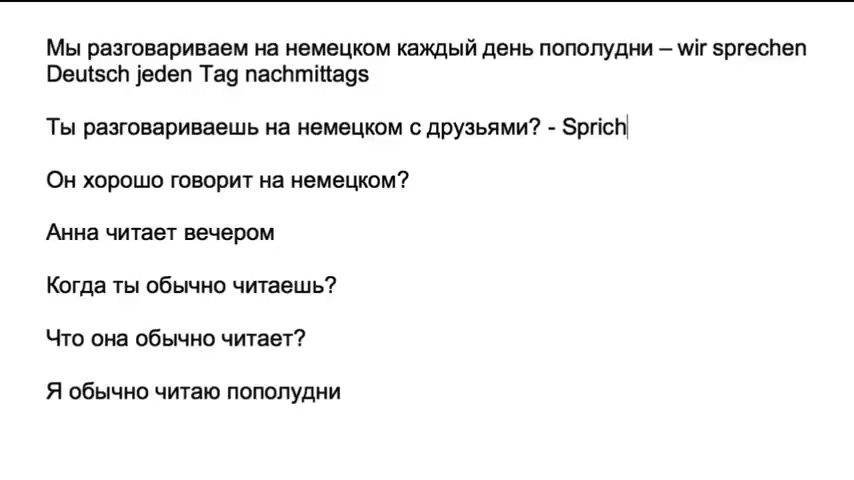 Мы разговариваем на немецком каждый день пополудни – wir sprechen
Deutsch jeden Tag nachmittags
Ты разговариваешь на немецком с друзьями? - Sprich
Он хорошо говорит на немецком?
Анна читает вечером
Когда ты обычно читаешь?
Что она обычно читает?
Я обычно читаю пополудни